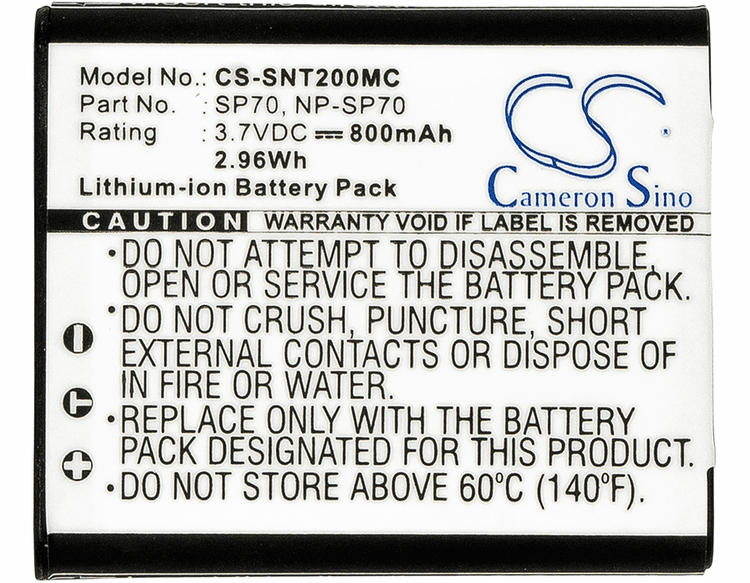 Model No.: CS-SNT200MC
Part No. : SP70, NP-SP70
Rating : 3.7VDC ⎓ 800mAh
2.96Wh
Lithium-ion Battery Pack
CS
Cameron Sino
CAUTION WARRANTY VOID IF LABEL IS REMOVED
·DO NOT ATTEMPT TO DISASSEMBLE,
OPEN OR SERVICE THE BATTERY PACK.
·DO NOT CRUSH, PUNCTURE, SHORT
EXTERNAL CONTACTS OR DISPOSE OF
IN FIRE OR WATER.
·REPLACE ONLY WITH THE BATTERY
PACK DESIGNATED FOR THIS PRODUCT.
·DO NOT STORE ABOVE 60°C (140°F).
−
T
+